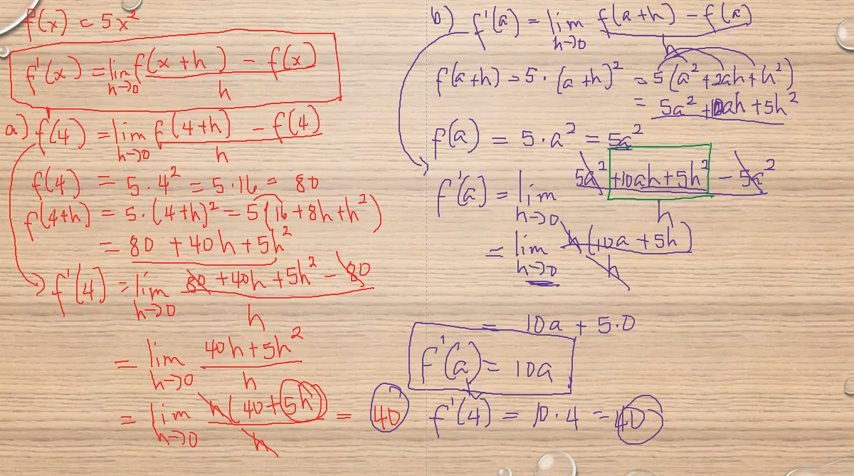 f(x) = 5x²
f'(x) = lim h→0 f(x+h) - f(x) / h
a) f'(4) = lim h→0 f(4+h) - f(4) / h
f(4) = 5·4² = 5·16 = 80
f(4+h) = 5·(4+h)² = 5(16+8h+h²)
= 80 + 40h + 5h²
f'(4) = lim h→0 80 + 40h + 5h² - 80 / h
= lim h→0 40h + 5h² / h
= lim h→0 h(40+5h) / h = 40
b) f'(a) = lim h→0 f(a+h) - f(a) / h
f(a+h) = 5·(a+h)² = 5(a²+2ah+h²)
= 5a² + 10ah + 5h²
f(a) = 5·a² = 5a²
f'(a) = lim h→0 5a² + 10ah + 5h² - 5a² / h
= lim h→0 h(10a+5h) / h
= 10a + 5·0
f'(a) = 10a
f'(4) = 10·4 = 40